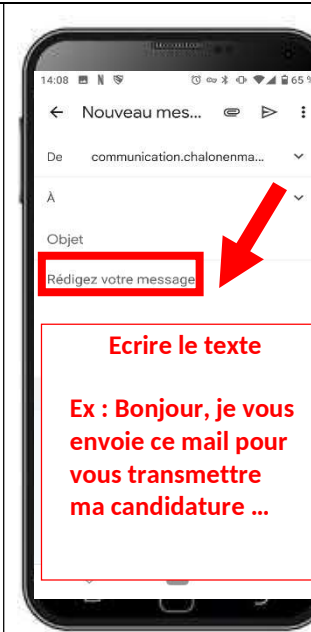 14:08 65 %
Nouveau mes...
De communication.chalonenma...
À
Objet
Rédigez votre message
Ecrire le texte
Ex : Bonjour, je vous
envoie ce mail pour
vous transmettre
ma candidature ...